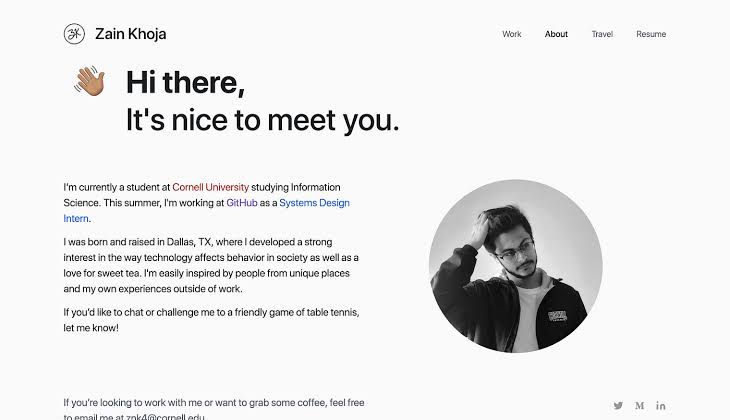 Zain Khoja
Work About Travel Resume
Hi there,
It's nice to meet you.
I'm currently a student at Cornell University studying Information
Science. This summer, I'm working at GitHub as a Systems Design
Intern.
I was born and raised in Dallas, TX, where I developed a strong
interest in the way technology affects behavior in society as well as a
love for sweet tea. I'm easily inspired by people from unique places
and my own experiences outside of work.
If you'd like to chat or challenge me to a friendly game of table tennis,
let me know!
If you're looking to work with me or want to grab some coffee, feel free
to email me at znk4@cornell.edu